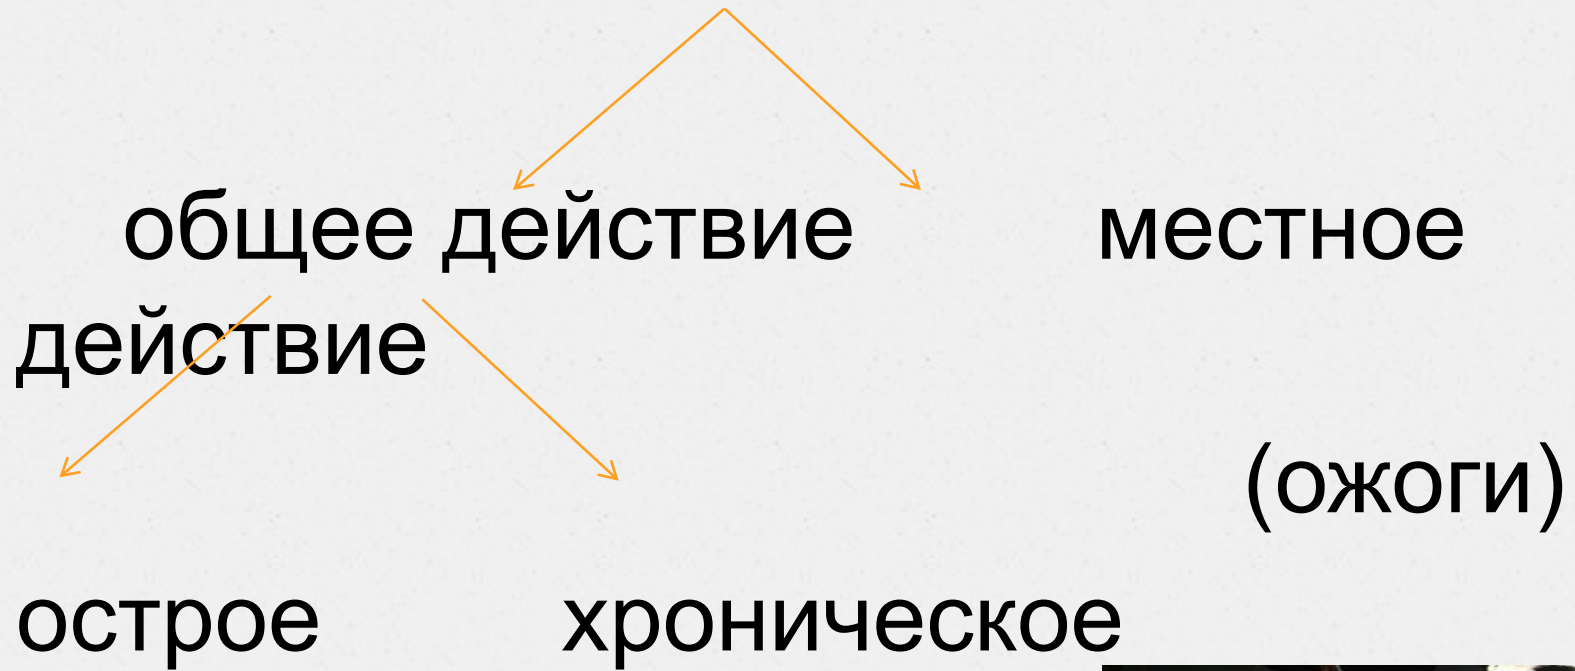 общее действие местное
действие
(ожоги)
острое хроническое